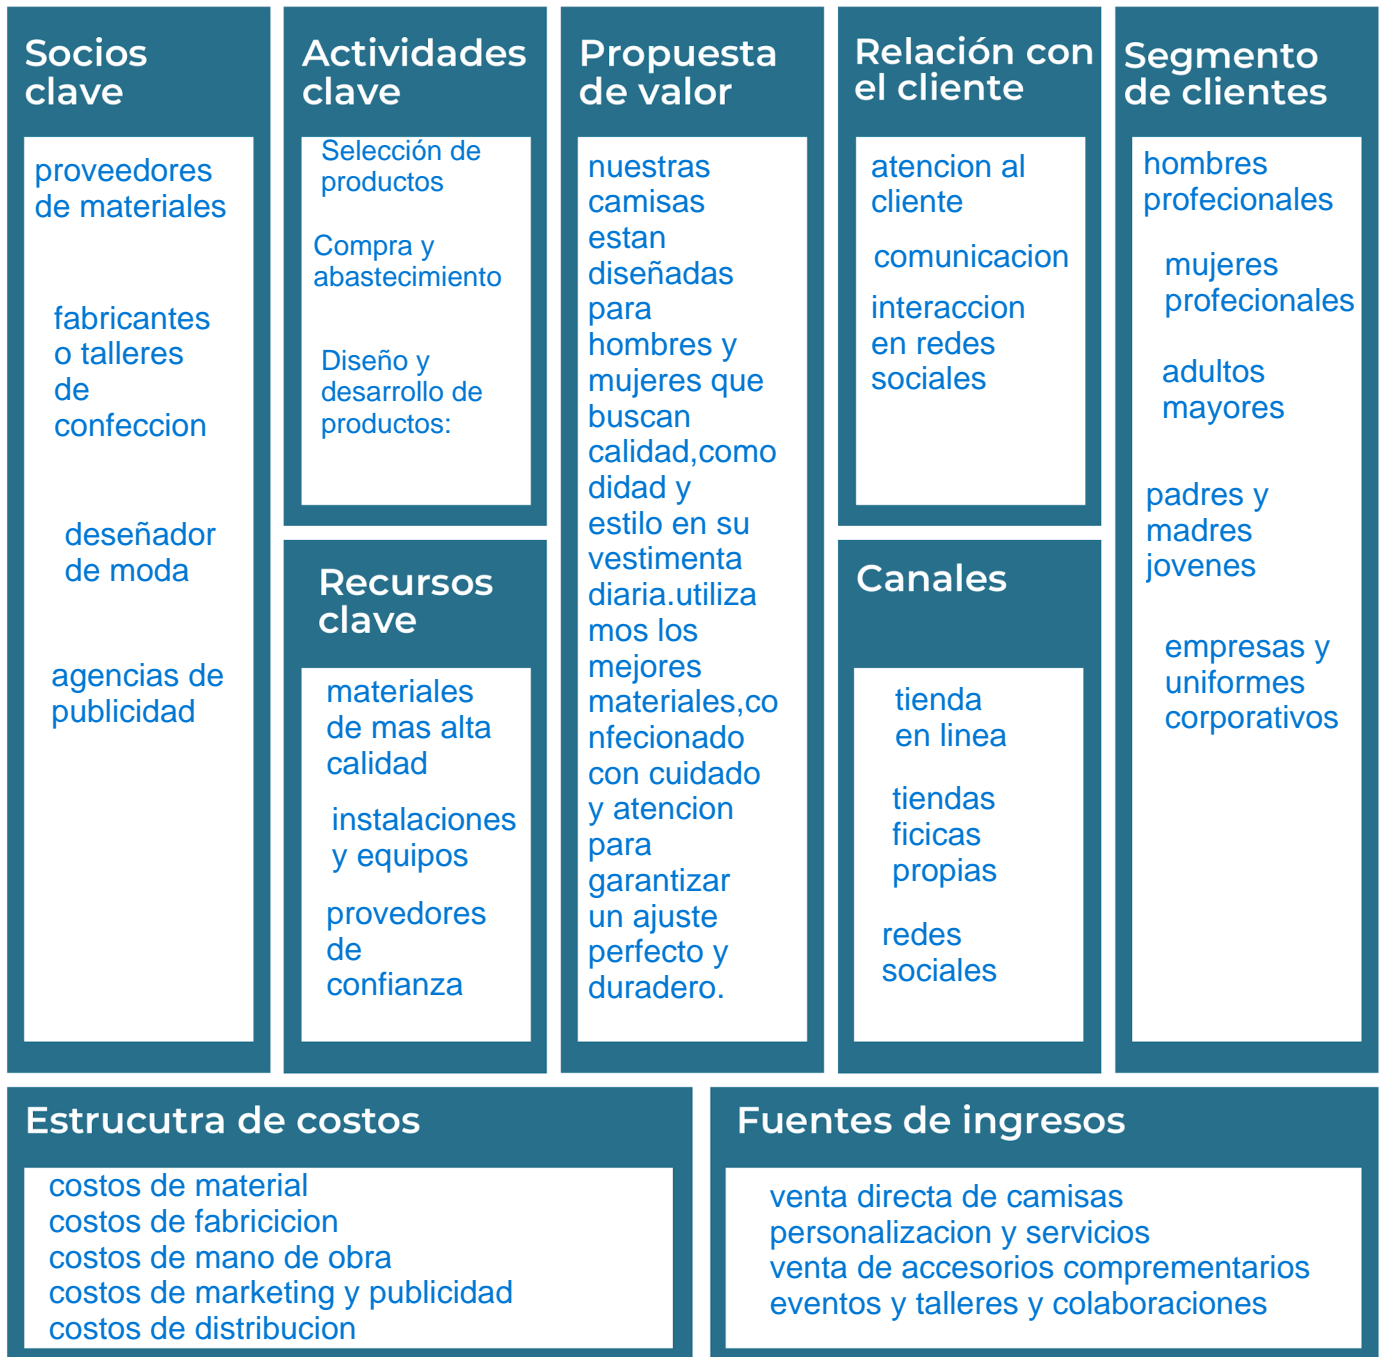 Socios
clave
proveedores
de materiales
fabricantes
o talleres
de
confeccion
deseñador
de moda
agencias de
publicidad
Actividades
clave
Selección de
productos
Compra y
abastecimiento
Diseño y
desarrollo de
productos:
Recursos
clave
materiales
de mas alta
calidad
instalaciones
y equipos
provedores
de
confianza
Propuesta
de valor
nuestras
camisas
estan
diseñadas
para
hombres y
mujeres que
buscan
calidad,como
didad y
estilo en su
vestimenta
diaria.utiliza
mos los
mejores
materiales,co
nfecionado
con cuidado
y atencion
para
garantizar
un ajuste
perfecto y
duradero.
Relación con
el cliente
atencion al
cliente
comunicacion
interaccion
en redes
sociales
Canales
tienda
en linea
tiendas
ficicas
propias
redes
sociales
Segmento
de clientes
hombres
profecionales
mujeres
profecionales
adultos
mayores
padres y
madres
jovenes
empresas y
uniformes
corporativos
Estrucutra de costos
costos de material
costos de fabricicion
costos de mano de obra
costos de marketing y publicidad
costos de distribucion
Fuentes de ingresos
venta directa de camisas
personalizacion y servicios
venta de accesorios comprementarios
eventos y talleres y colaboraciones